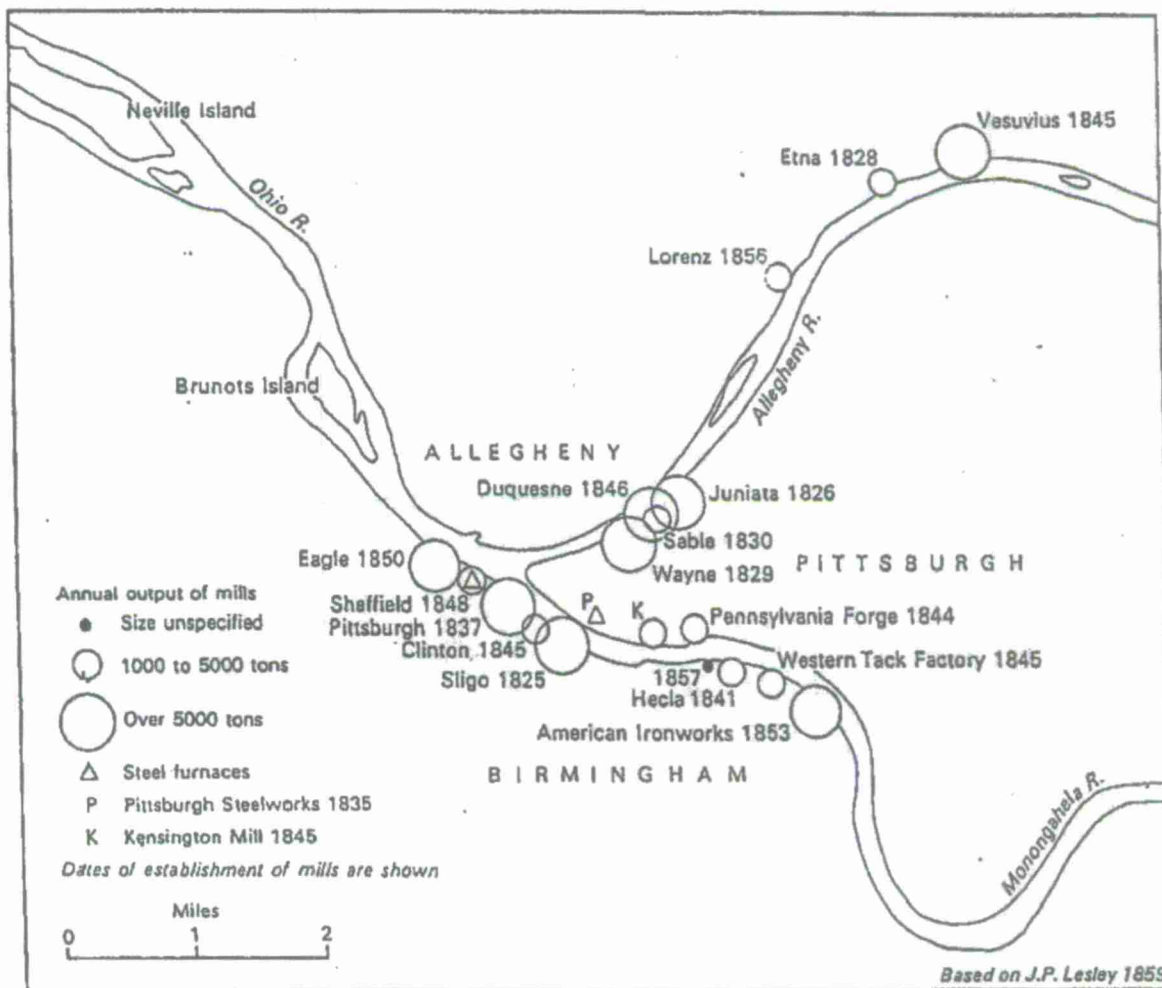 Neville Island
Ohio R.
Vesuvius 1845
Etna 1828
Lorenz 1856
Allegheny R.
Brunots Island
ALLEGHENY
Duquesne 1846
Juniata 1826
Sable 1830
Wayne 1829
PITTSBURGH
Eagle 1850
Sheffield 1848
Pittsburgh 1837
Clinton 1845
Sligo 1825
P
K
Pennsylvania Forge 1844
Western Tack Factory 1845
1857
Hecla 1841
American Ironworks 1853
BIRMINGHAM
Monongahela R.
Annual output of mills
Size unspecified
1000 to 5000 tons
Over 5000 tons
Steel furnaces
P Pittsburgh Steelworks 1835
K Kensington Mill 1845
Dates of establishment of mills are shown
Miles
0 1 2
Based on J.P. Lesley 1859